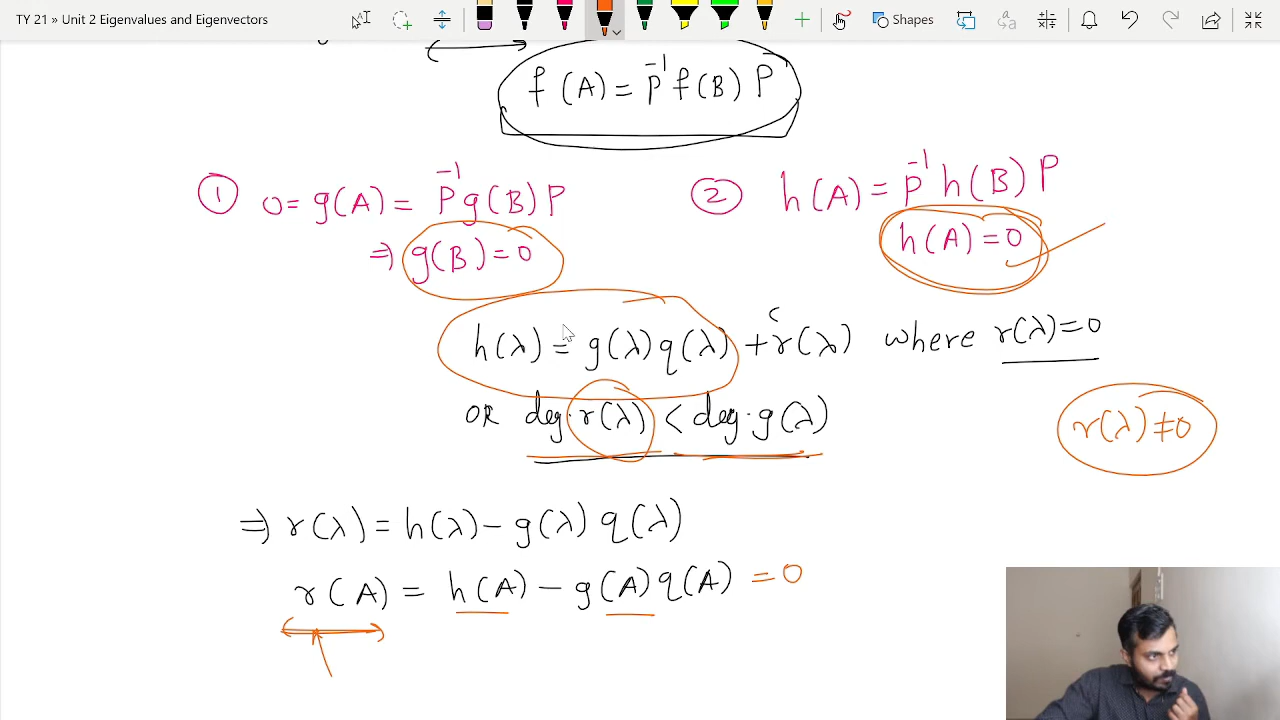 TY 21 » Unit 2 Eigenvalues and Eigenvectors
Shapes
f (A) = P⁻¹ f(B) P
① 0 = g(A) = P⁻¹ g(B) P
⇒ g(B) = 0
② h(A) = P⁻¹ h(B) P
h(A) = 0
h(λ) = g(λ) q(λ) + r(λ) where r(λ) = 0
OR deg. r(λ) < deg. g(λ)
r(λ) ≠ 0
⇒ r(λ) = h(λ) − g(λ) q(λ)
r(A) = h(A) − g(A) q(A) = 0